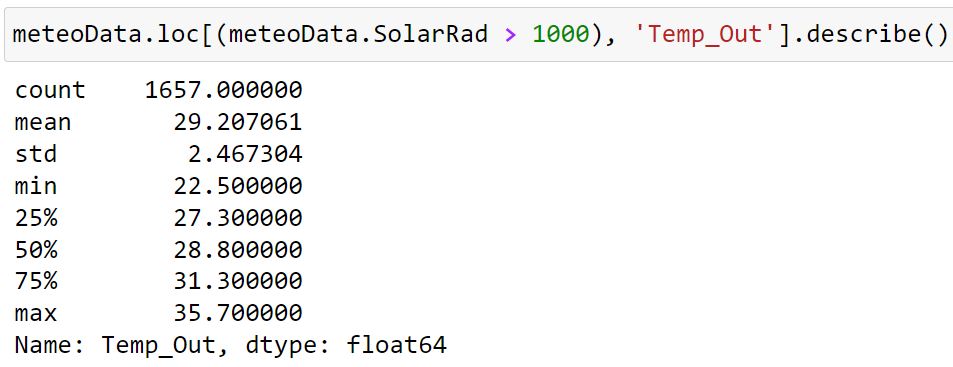 meteoData.loc[(meteoData.SolarRad > 1000), 'Temp_Out'].describe()
count    1657.000000
mean       29.207061
std         2.467304
min        22.500000
25%        27.300000
50%        28.800000
75%        31.300000
max        35.700000
Name: Temp_Out, dtype: float64